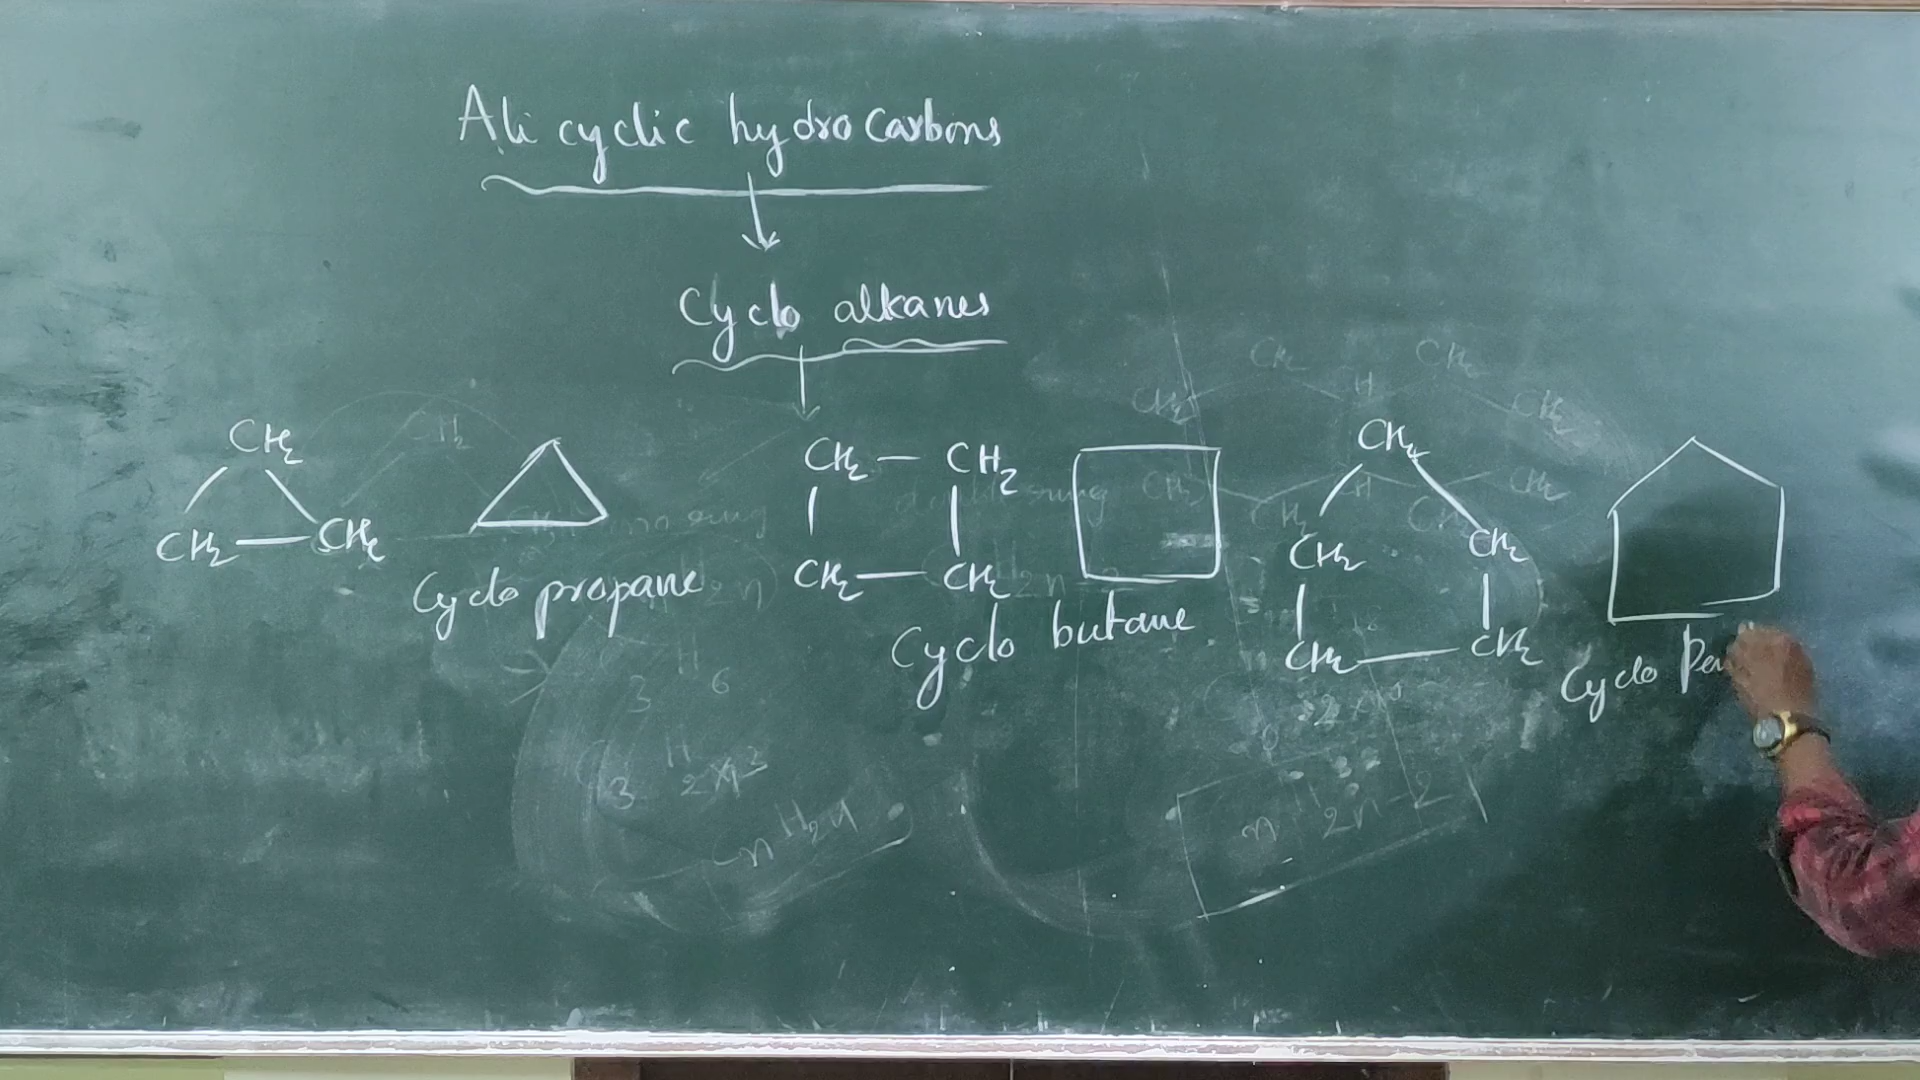 Ali cyclic hydro carbons
Cyclo alkanes
CH2
CH2 — CH2
Cyclo propane
CH2 — CH2
CH2 — CH2
Cyclo butane
CH2
CH2 CH2
CH2 — CH2
Cyclo Pen